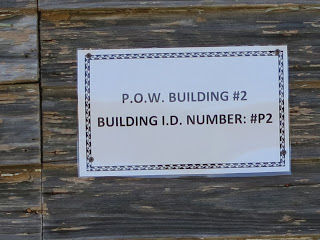 P.O.W. BUILDING #2
BUILDING I.D. NUMBER: #P2